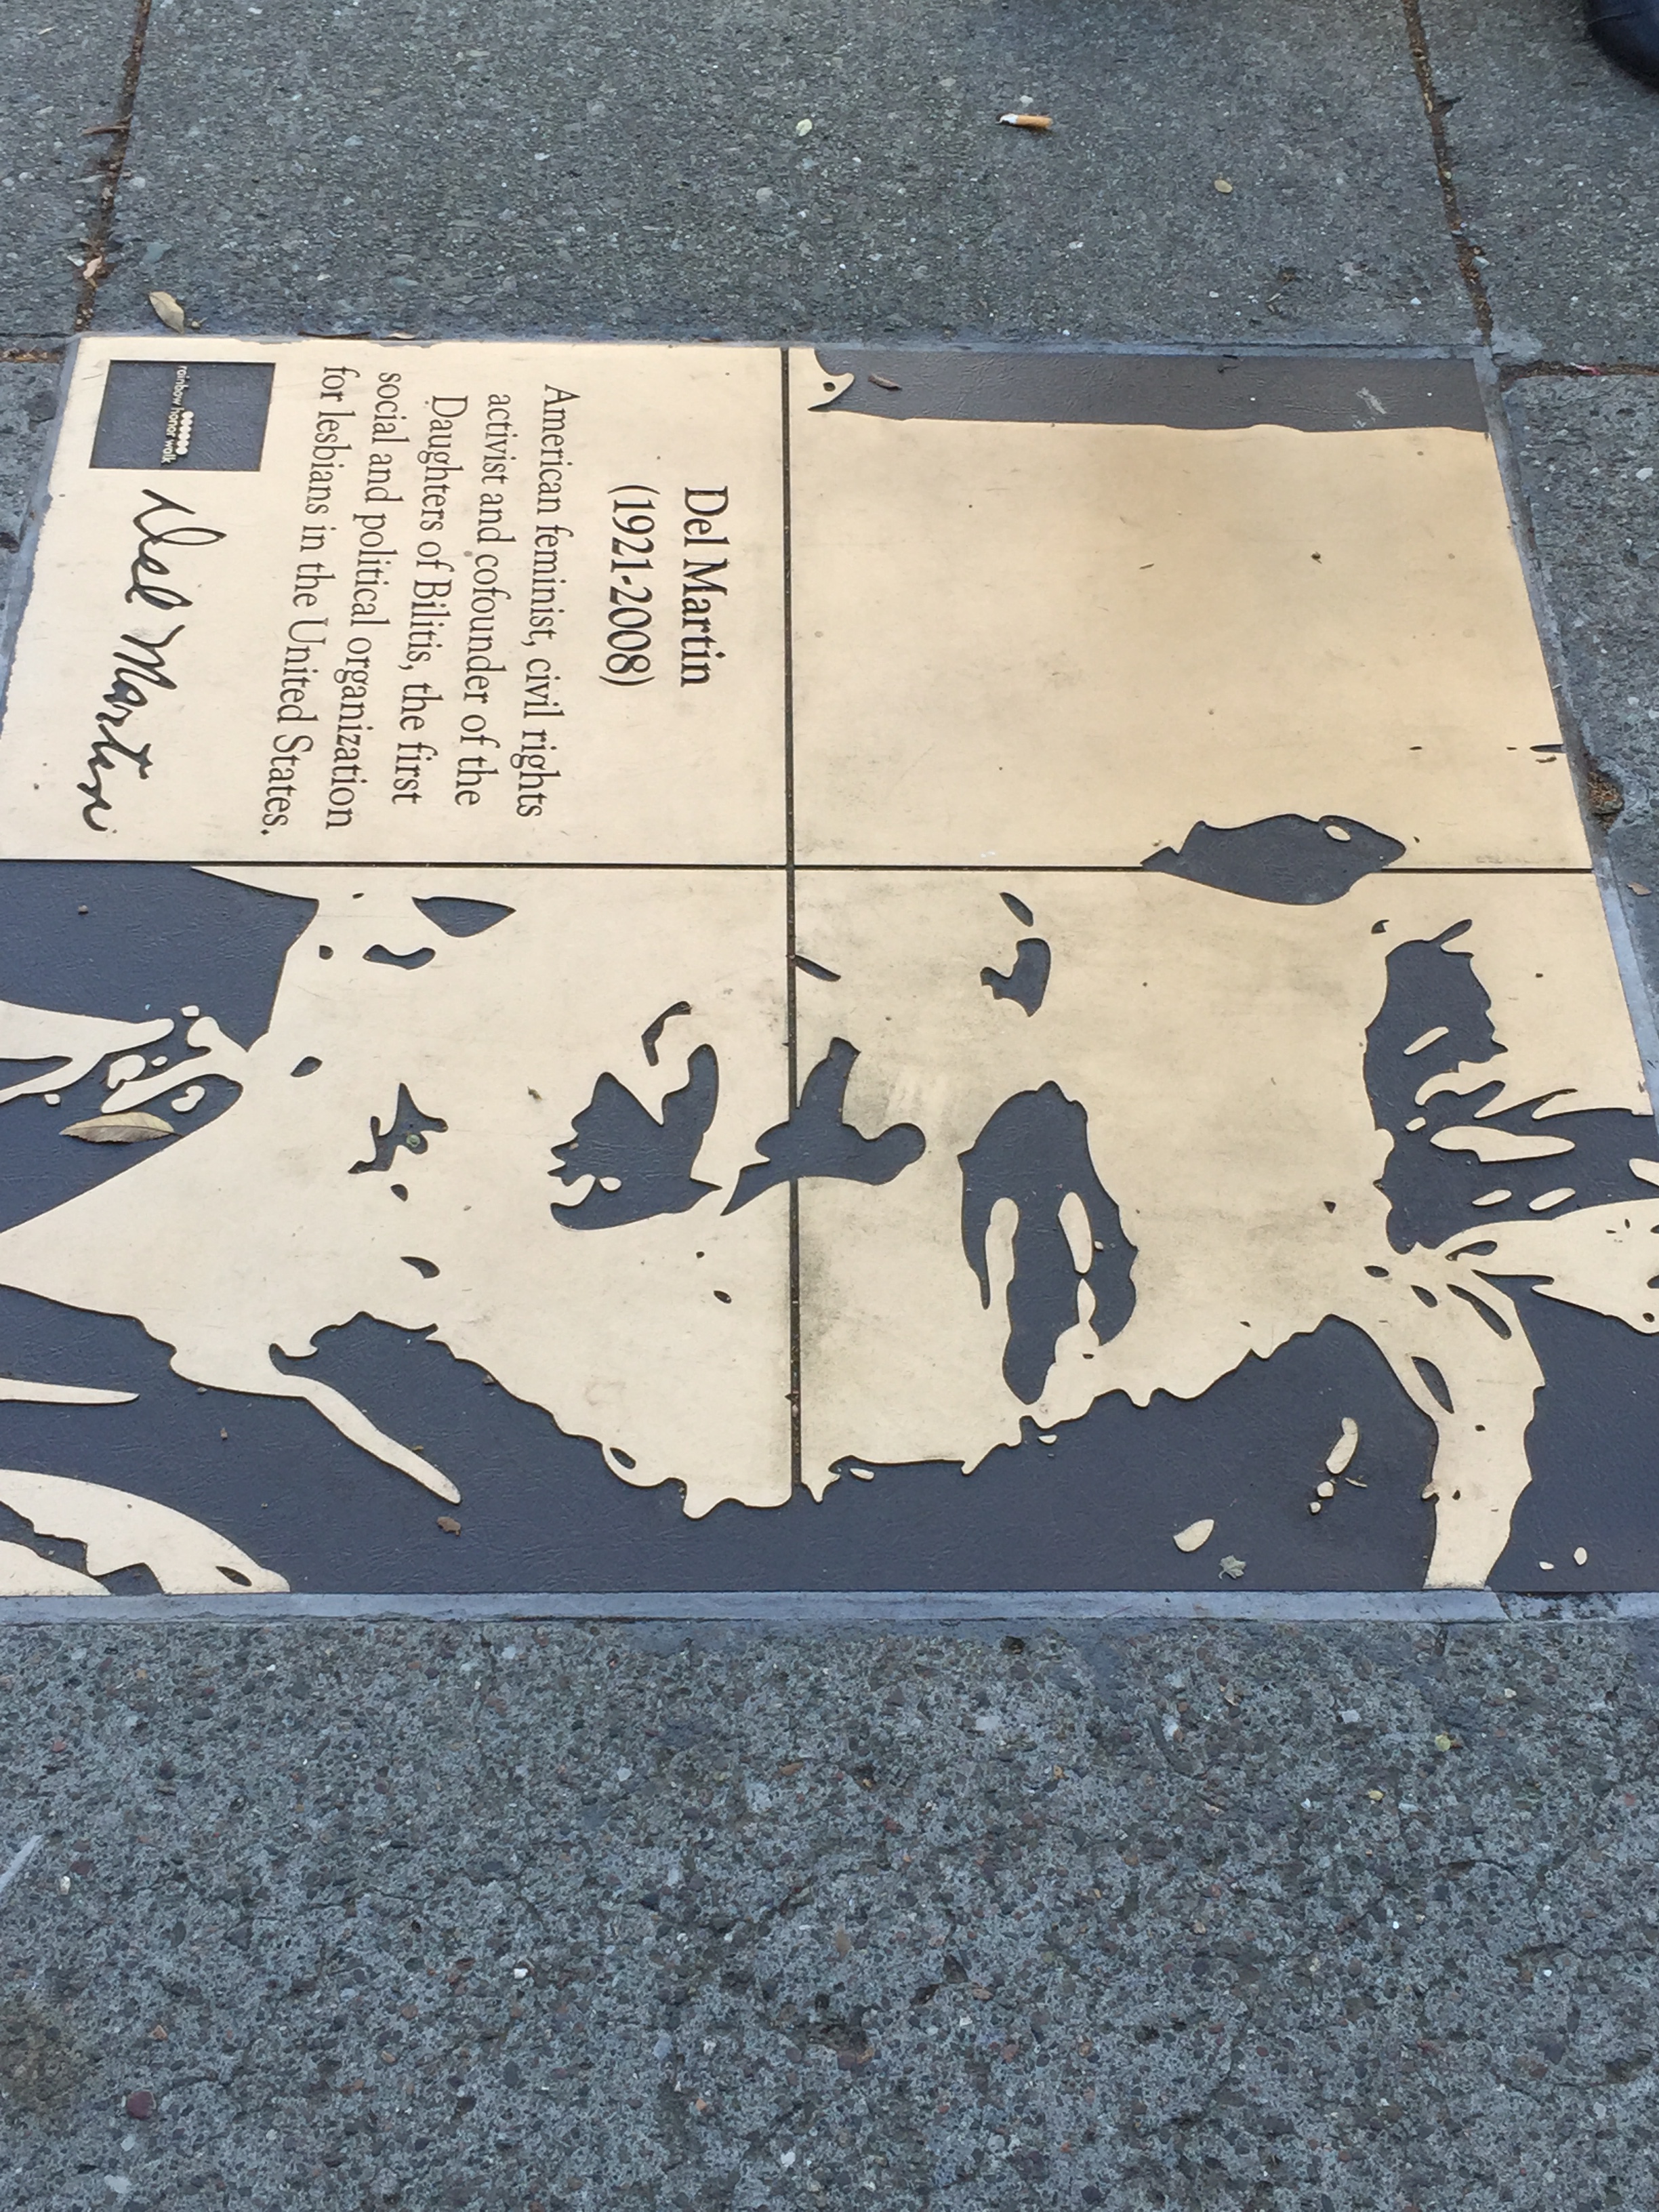 Del Martin
(1921-2008)
American feminist, civil rights
activist and cofounder of the
Daughters of Bilitis, the first
social and political organization
for lesbians in the United States.
rainbow honor walk
Del Martin